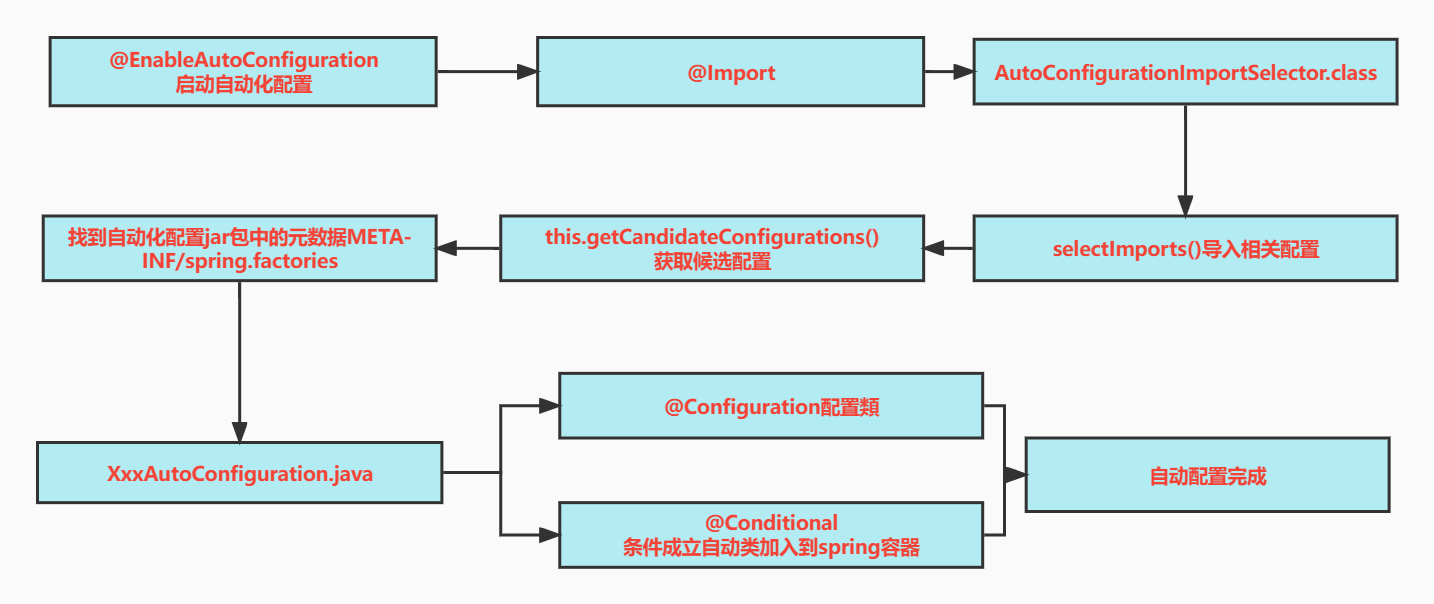 @EnableAutoConfiguration
启动自动化配置
@Import
AutoConfigurationImportSelector.class
selectImports()导入相关配置
this.getCandidateConfigurations()
获取候选配置
找到自动化配置jar包中的元数据META-
INF/spring.factories
XxxAutoConfiguration.java
@Configuration配置類
@Conditional
条件成立自动类加入到spring容器
自动配置完成